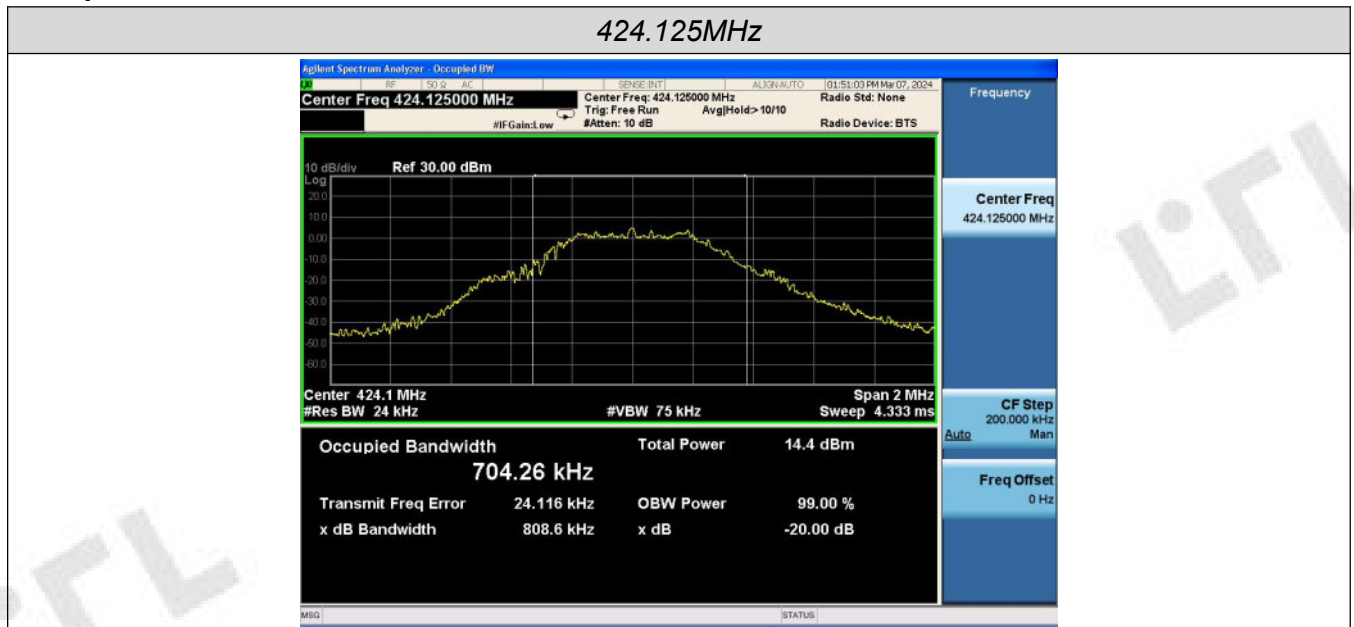 424.125MHz
Agilent Spectrum Analyzer - Occupied BW
RF 50 Ω AC SENSE:INT ALIGN AUTO 01:51:03 PM Mar 07, 2024
Center Freq 424.125000 MHz
Center Freq: 424.125000 MHz Radio Std: None
Trig: Free Run Avg|Hold:> 10/10
#IFGain:Low #Atten: 10 dB Radio Device: BTS
10 dB/div Ref 30.00 dBm
Log
20.0
10.0
0.00
-10.0
-20.0
-30.0
-40.0
-50.0
-60.0
Center 424.1 MHz Span 2 MHz
#Res BW 24 kHz #VBW 75 kHz Sweep 4.333 ms
Occupied Bandwidth Total Power 14.4 dBm
704.26 kHz
Transmit Freq Error 24.116 kHz OBW Power 99.00 %
x dB Bandwidth 808.6 kHz x dB -20.00 dB
MSG STATUS
Frequency
Center Freq
424.125000 MHz
CF Step
200.000 kHz
Auto Man
Freq Offset
0 Hz